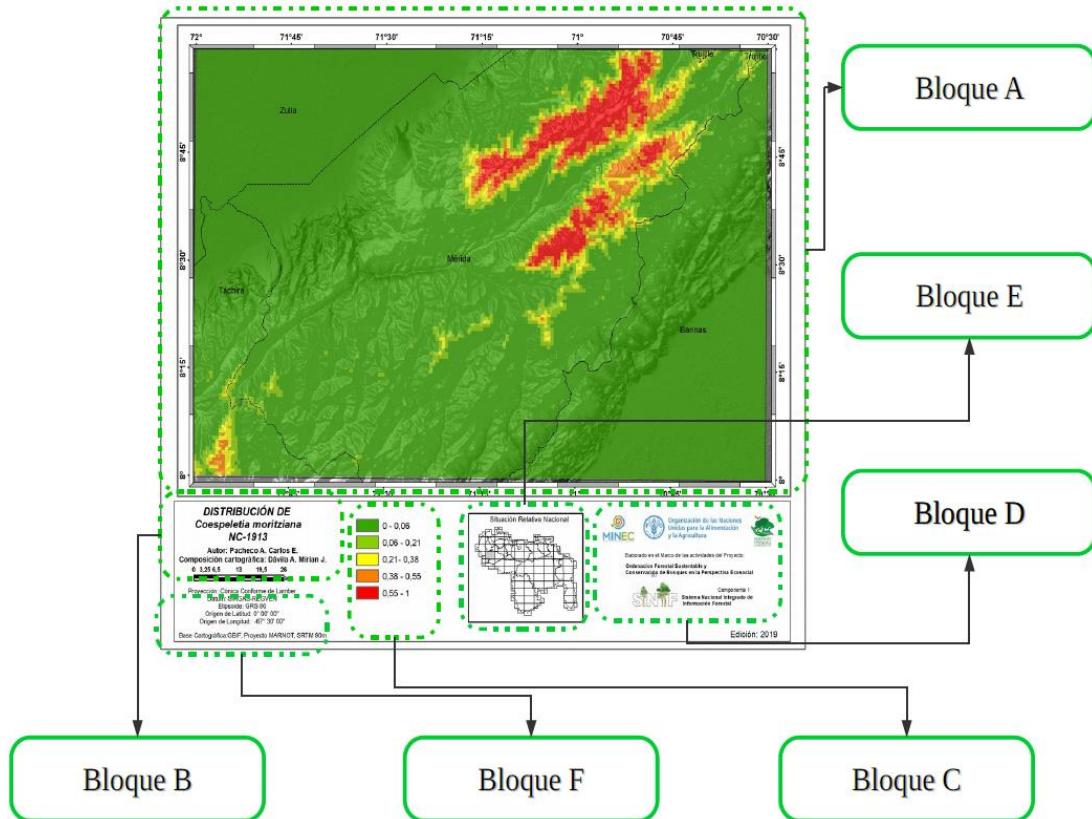 72° 71°45' 71°30' 71°15' 71° 70°45' 70°30'
Trujillo
Zulia
8°45' 8°45'
8°30' Mérida 8°30'
Táchira
Barinas
8°15' 8°15'
8° 8°
Bloque A
Bloque E
Bloque D
DISTRIBUCIÓN DE
Coespeletia moritziana
NC-1913
Autor: Pacheco A. Carlos E.
Composición cartográfica: Dávila A. Mirian J.
0 3,25 6,5 13 19,5 26
Proyección: Cónica Conforme de Lamber
Elipsoide: GRS-80
Origen de Latitud: 0° 00' 00"
Origen de Longitud: -67° 30' 00"
Base Cartográfica:GEIF, Proyecto MARNOT, SRTM 90m
0 - 0,06
0,06 - 0,21
0,21 - 0,38
0,38 - 0,55
0,55 - 1
Situación Relativa Nacional
MINEC
Organización de las Naciones
Unidas para la Alimentación
y la Agricultura
Elaborado en el Marco de las actividades del Proyecto:
Ordenación Forestal Sustentable y
Conservación de Bosques en la Perspectiva Ecosocial
Componente 1
Sistema Nacional Integrado de
Información Forestal
Edición: 2019
Bloque B
Bloque F
Bloque C